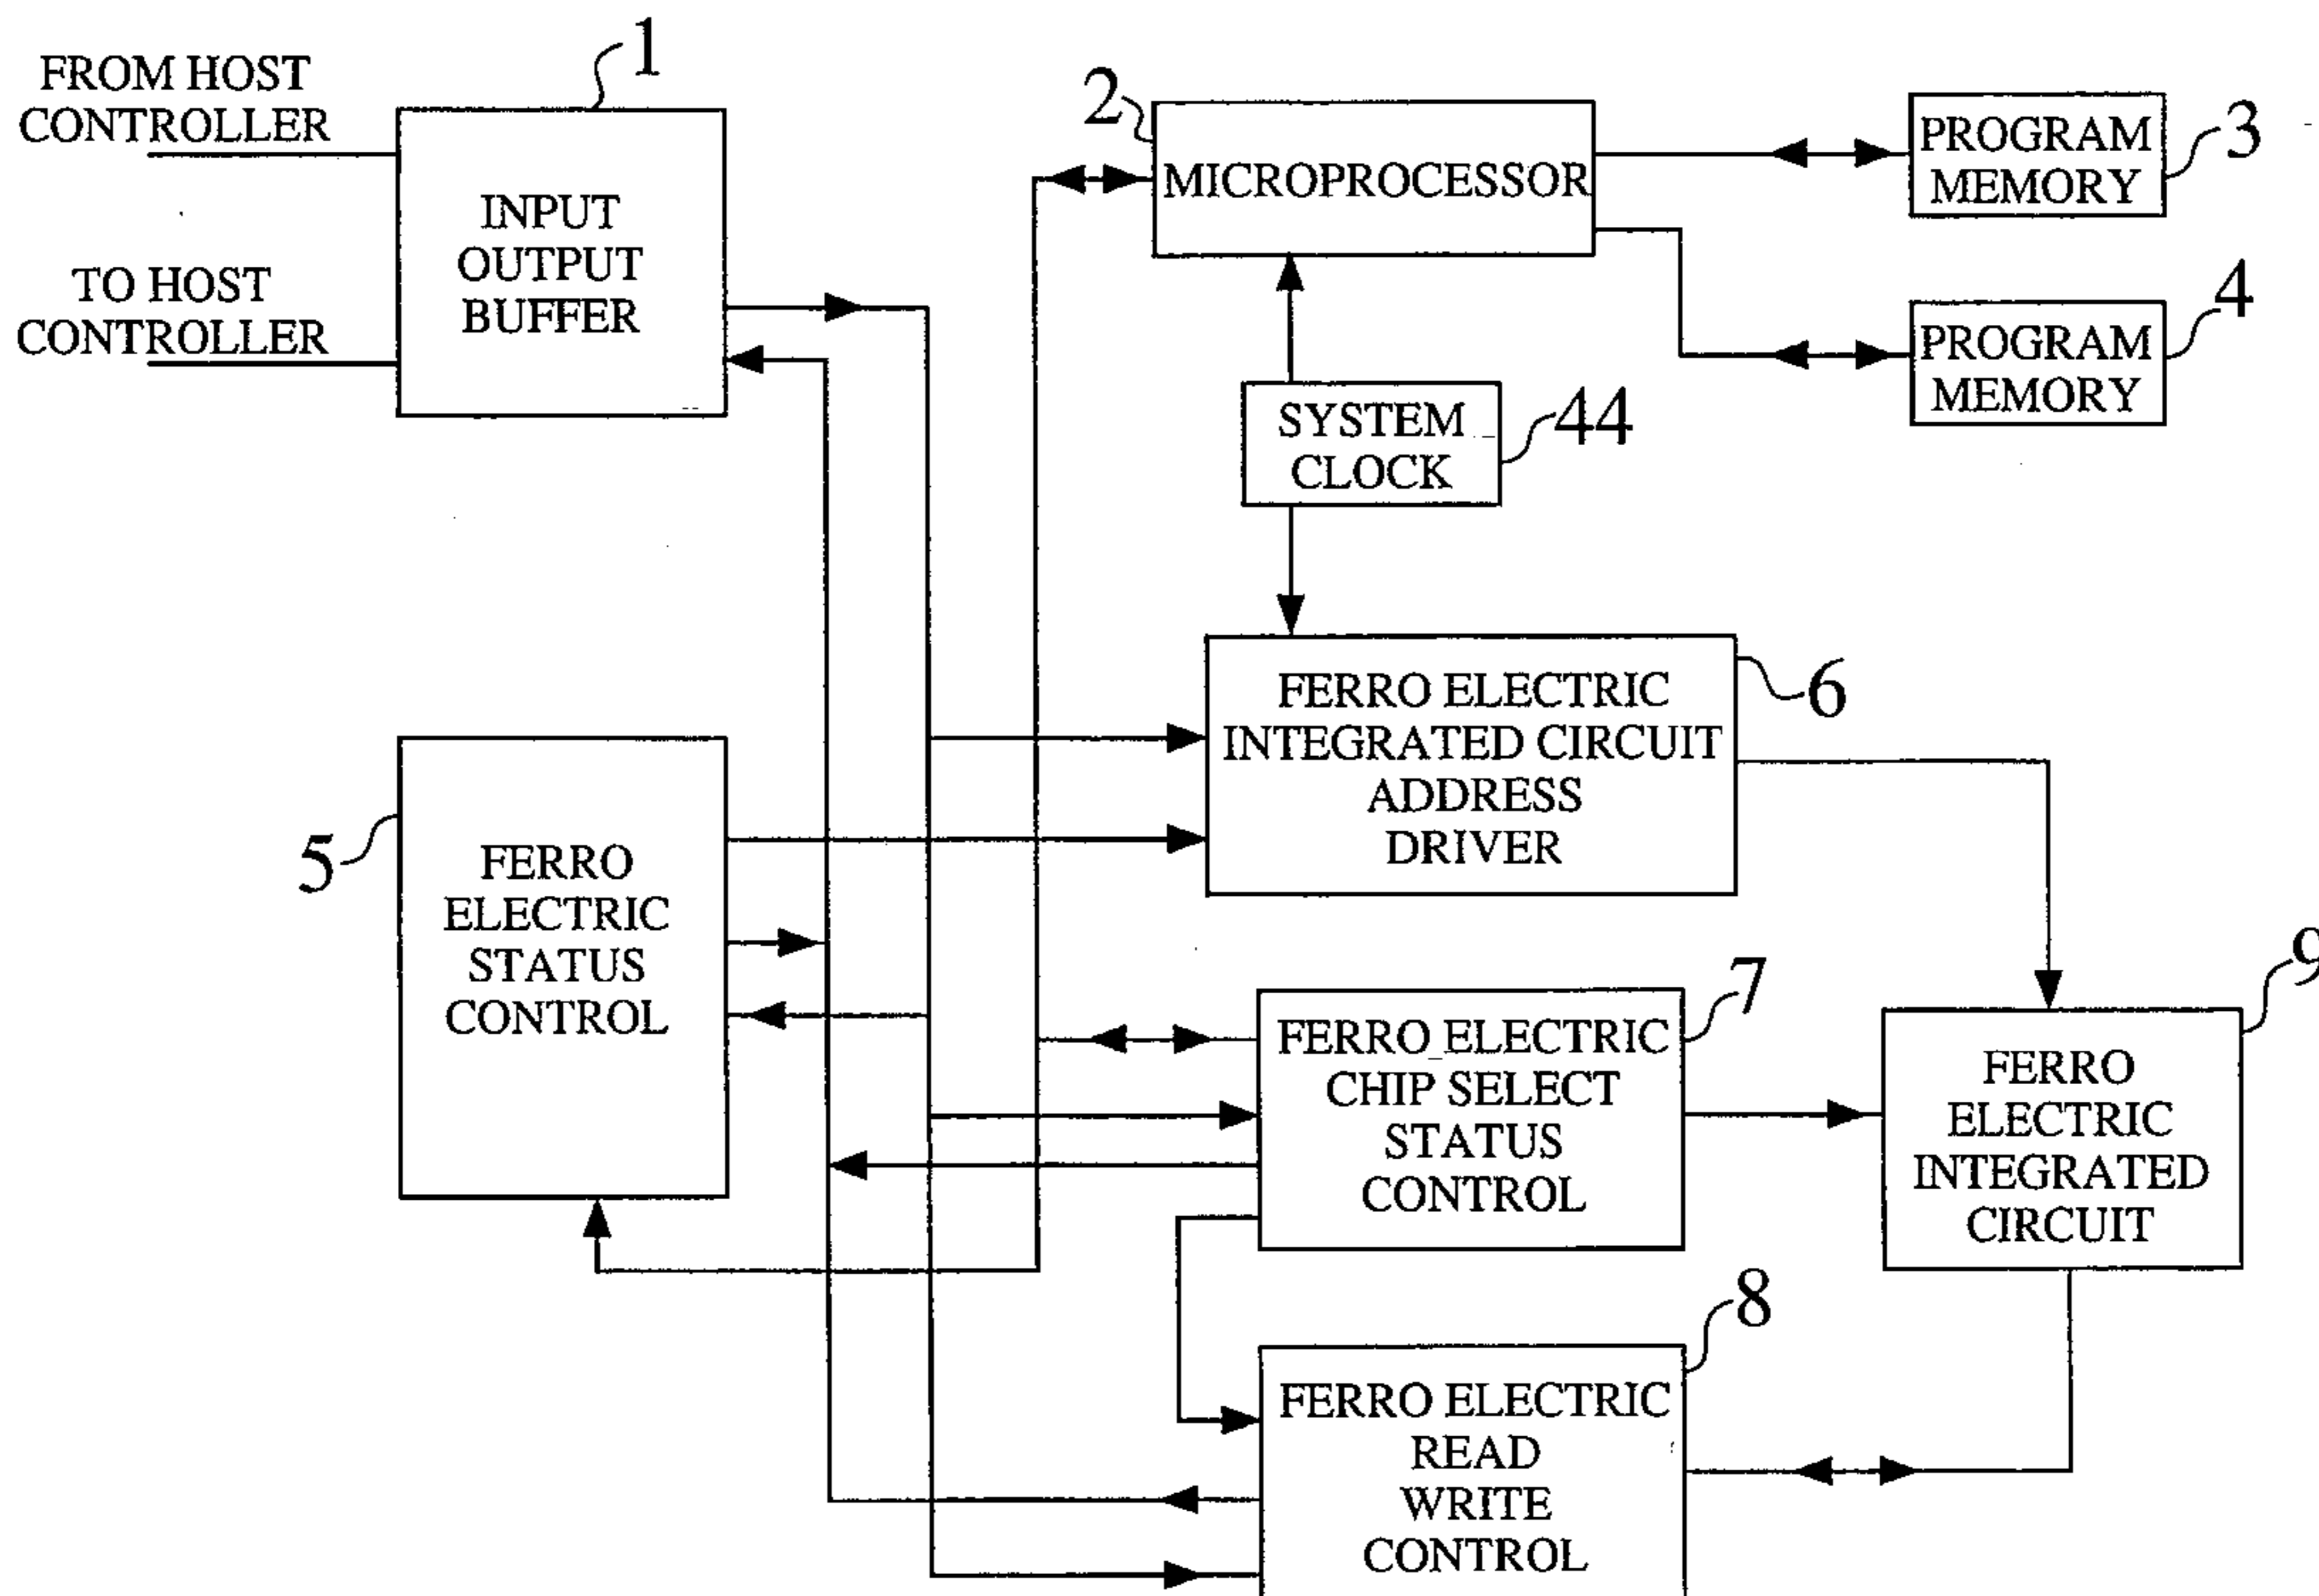 FROM HOST
CONTROLLER
1
INPUT
OUTPUT
BUFFER
TO HOST
CONTROLLER
2
MICROPROCESSOR
PROGRAM
MEMORY
3
PROGRAM
MEMORY
4
SYSTEM
CLOCK
44
5
FERRO
ELECTRIC
STATUS
CONTROL
FERRO ELECTRIC
INTEGRATED CIRCUIT
ADDRESS
DRIVER
6
FERRO ELECTRIC
CHIP SELECT
STATUS
CONTROL
7
FERRO
ELECTRIC
INTEGRATED
CIRCUIT
9
FERRO ELECTRIC
READ
WRITE
CONTROL
8